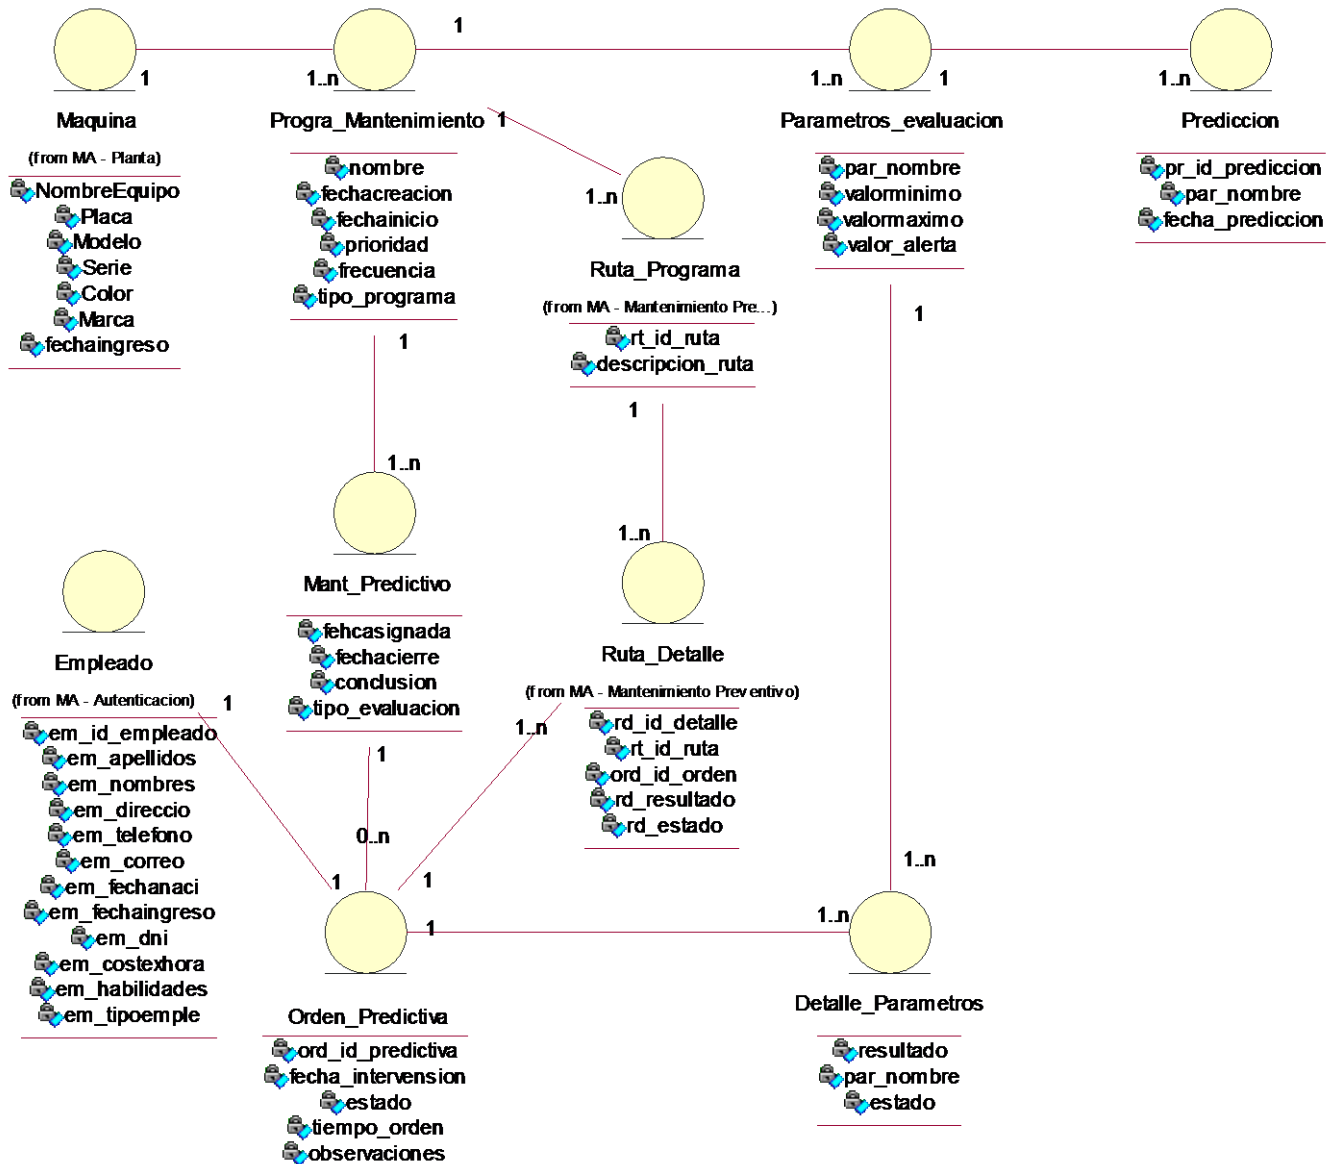 1
1
1..n
1..n
1
1..n
Maquina
(from MA - Planta)
NombreEquipo
Placa
Modelo
Serie
Color
Marca
fechaingreso
Progra_Mantenimiento
1
nombre
fechacreacion
fechainicio
prioridad
frecuencia
tipo_programa
1
1..n
Ruta_Programa
(from MA - Mantenimiento Pre...)
rt_id_ruta
descripcion_ruta
1
Parametros_evaluacion
par_nombre
valorminimo
valormaximo
valor_alerta
1
Prediccion
pr_id_prediccion
par_nombre
fecha_prediccion
1..n
Mant_Predictivo
fehcasignada
fechacierre
conclusion
tipo_evaluacion
1
1..n
Ruta_Detalle
(from MA - Mantenimiento Preventivo)
1..n
rd_id_detalle
rt_id_ruta
ord_id_orden
rd_resultado
rd_estado
Empleado
(from MA - Autenticacion)
1
em_id_empleado
em_apellidos
em_nombres
em_direccio
em_telefono
em_correo
em_fechanaci
em_fechaingreso
em_dni
em_costexhora
em_habilidades
em_tipoemple
0..n
1
1
1
1..n
1..n
Orden_Predictiva
ord_id_predictiva
fecha_intervension
estado
tiempo_orden
observaciones
Detalle_Parametros
resultado
par_nombre
estado